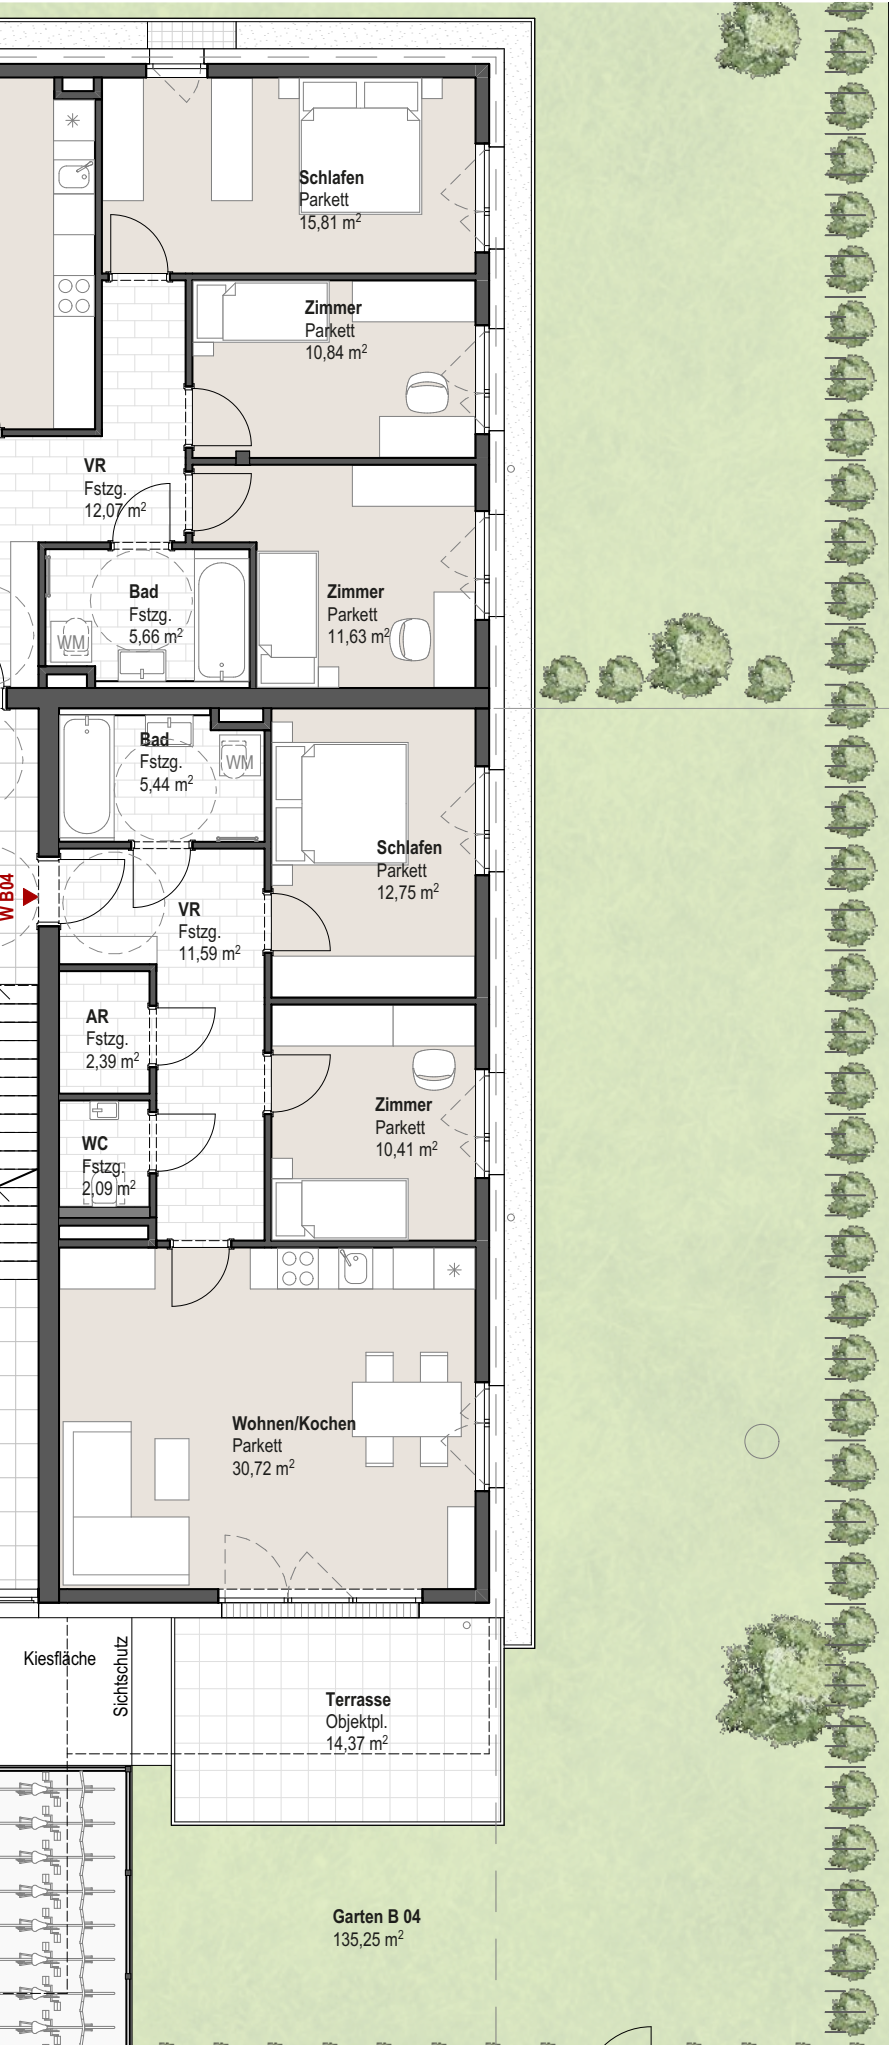 Schlafen
Parkett
15,81 m²
Zimmer
Parkett
10,84 m²
VR
Fstzg.
12,07 m²
Bad
Fstzg.
5,66 m²
WM
Zimmer
Parkett
11,63 m²
Bad
Fstzg.
5,44 m²
WM
Schlafen
Parkett
12,75 m²
W B04
VR
Fstzg.
11,59 m²
AR
Fstzg.
2,39 m²
Zimmer
Parkett
10,41 m²
WC
Fstzg.
2,09 m²
Wohnen/Kochen
Parkett
30,72 m²
Kiesfläche
Sichtschutz
Terrasse
Objektpl.
14,37 m²
Garten B 04
135,25 m²